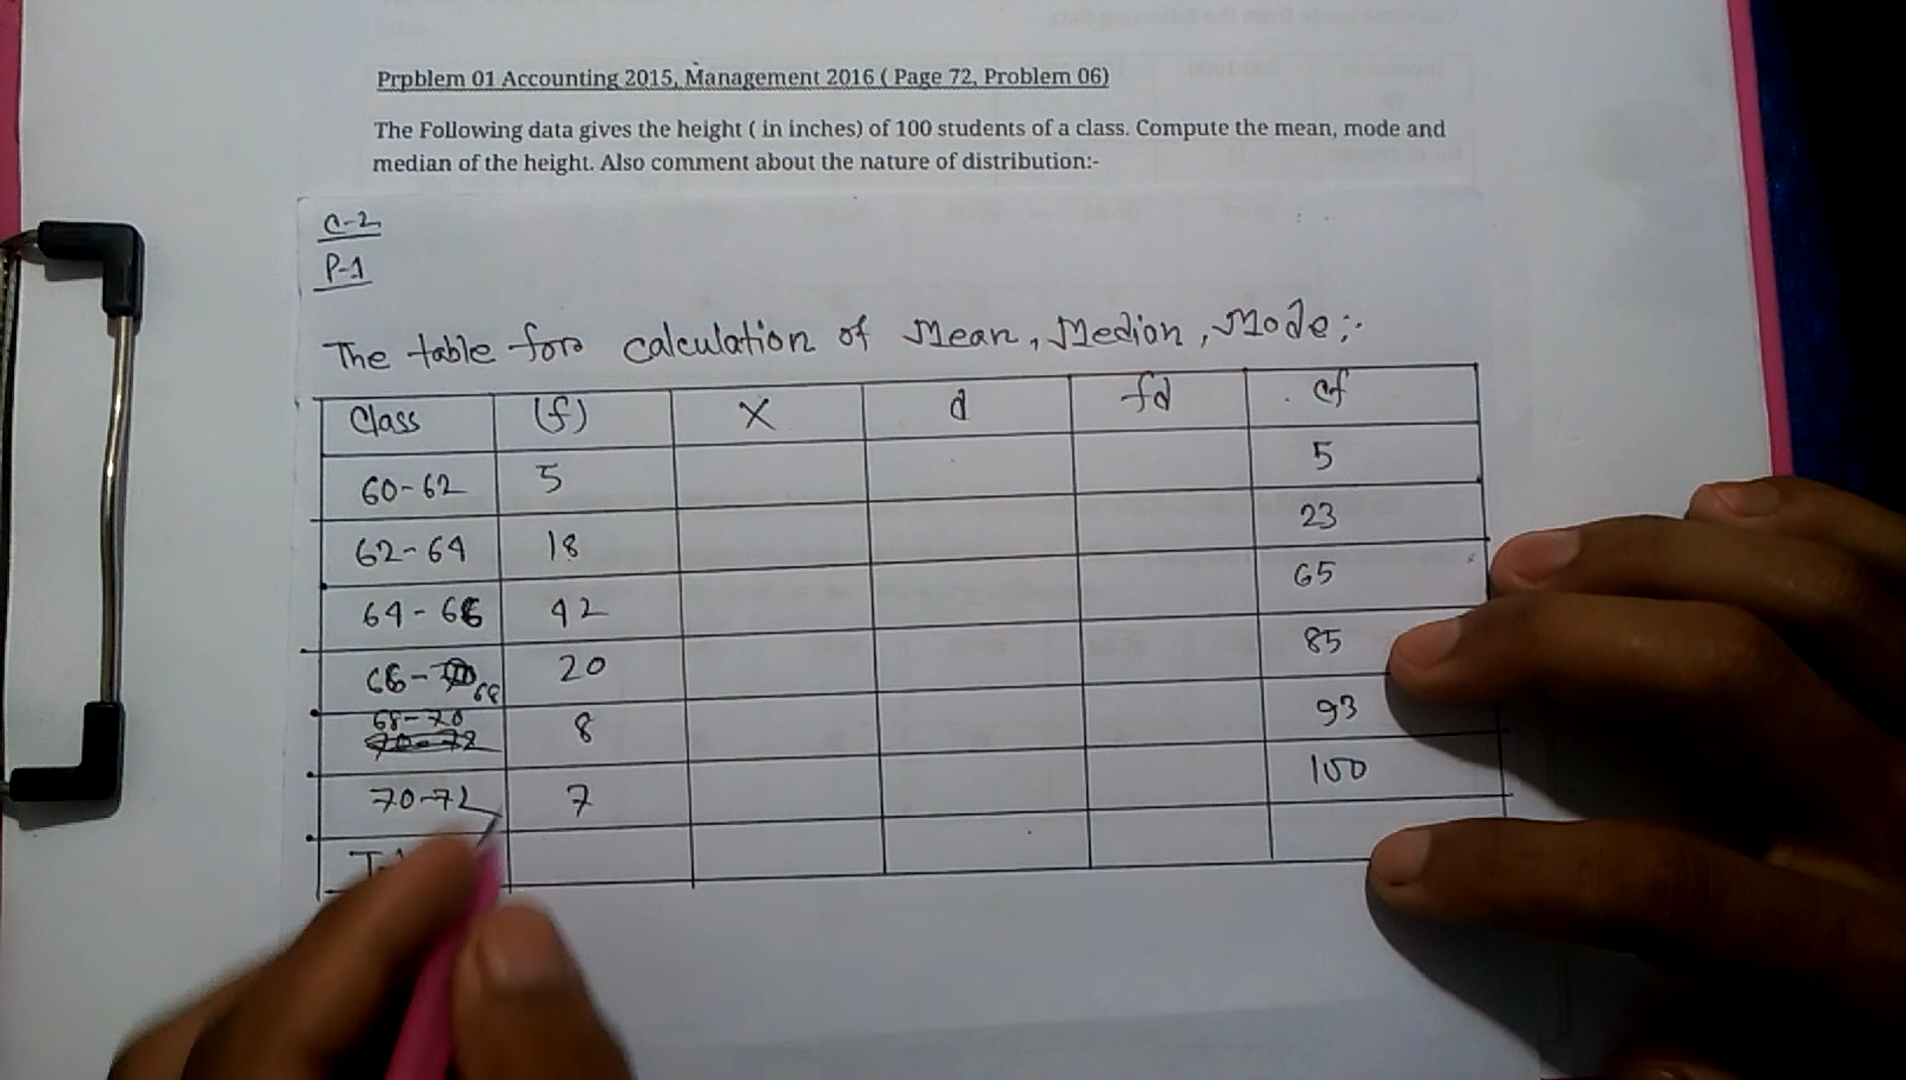 Prpblem 01 Accounting 2015, Management 2016 ( Page 72, Problem 06)
The Following data gives the height ( in inches) of 100 students of a class. Compute the mean, mode and
median of the height. Also comment about the nature of distribution:-
C-2
P-1
The table for calculation of Mean, Median, Mode:-
Class (f) X d fd cf
60-62 5 5
62-64 18 23
64-66 42 65
66-68 20 85
68-70 8 93
70-72
70-72 7 100